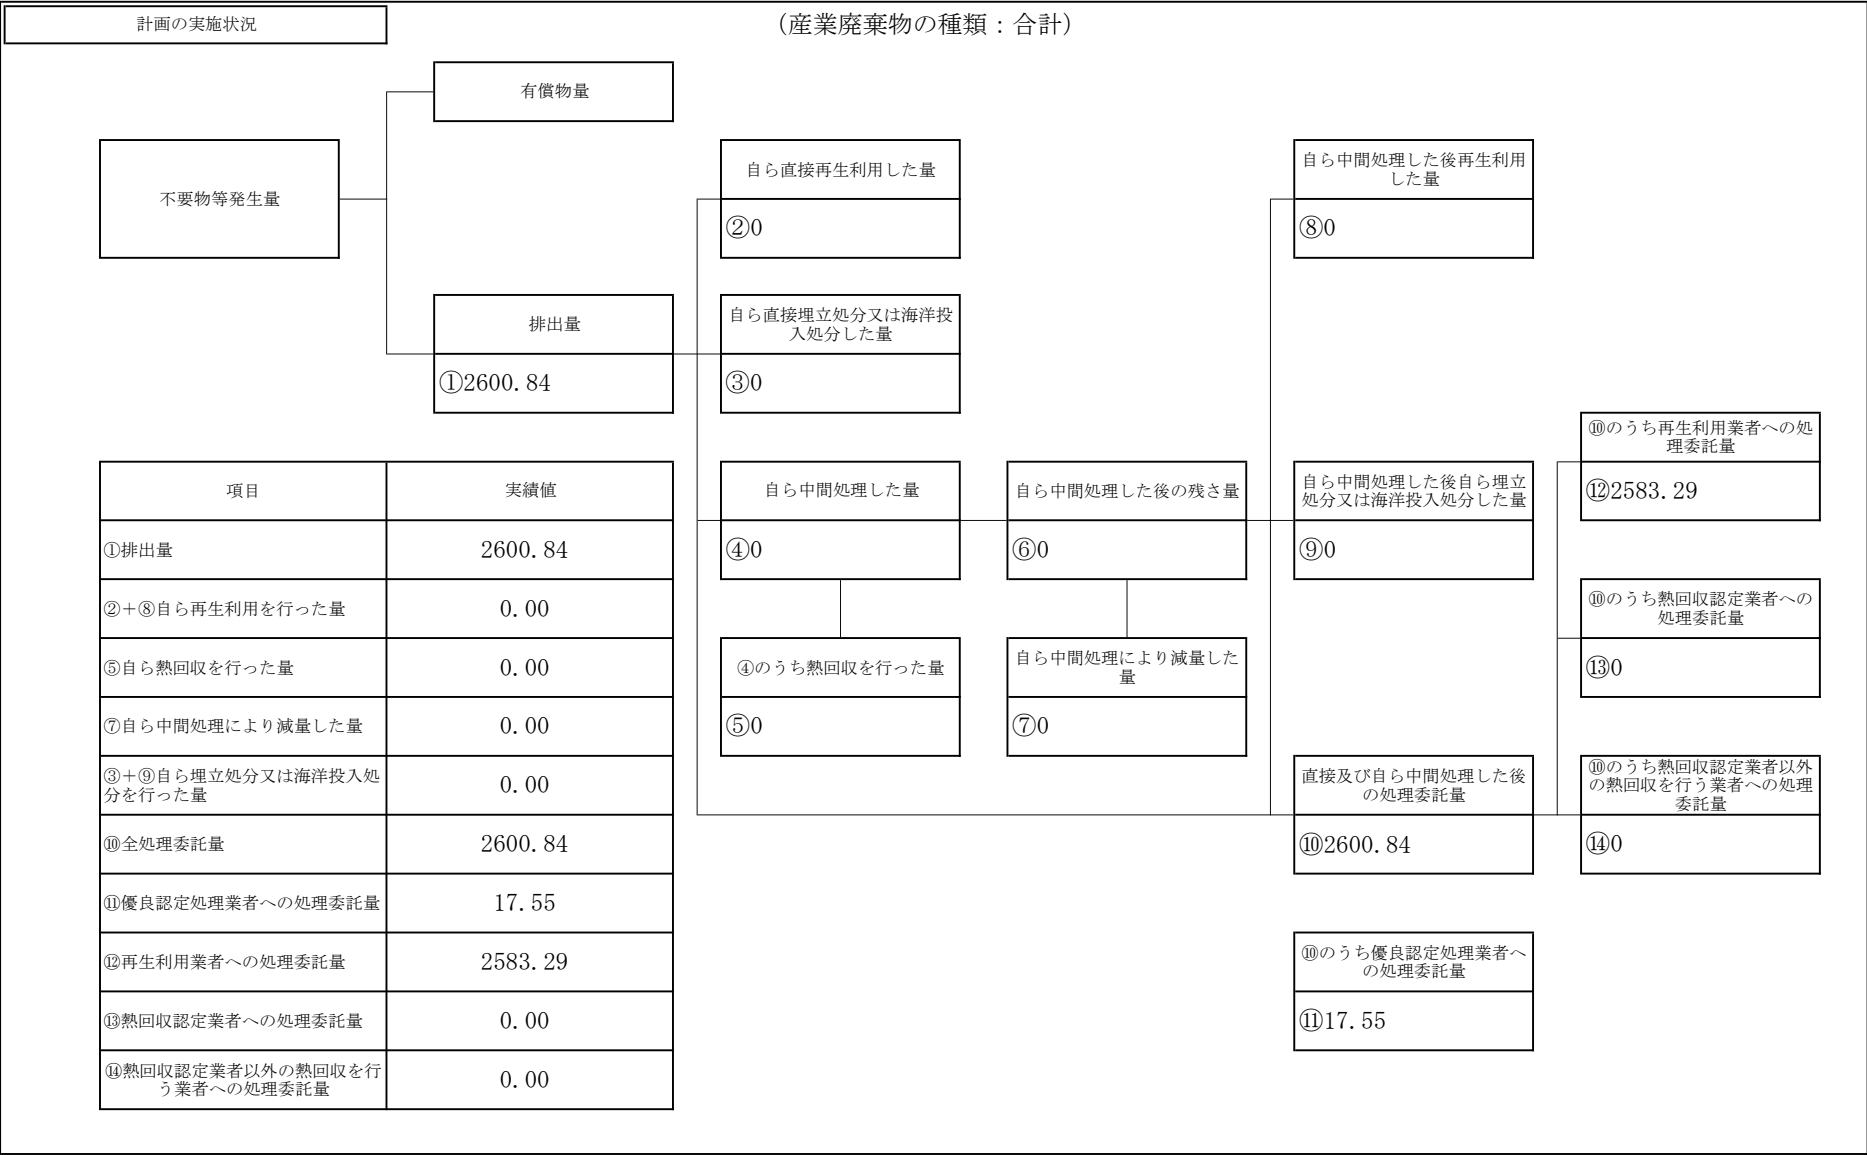 計画の実施状況
（産業廃棄物の種類：合計）
有償物量
不要物等発生量
自ら直接再生利用した量
②0
自ら中間処理した後再生利用
した量
⑧0
排出量
①2600.84
自ら直接埋立処分又は海洋投
入処分した量
③0
⑩のうち再生利用業者への処
理委託量
⑫2583.29
自ら中間処理した量
④0
自ら中間処理した後の残さ量
⑥0
自ら中間処理した後自ら埋立
処分又は海洋投入処分した量
⑨0
⑩のうち熱回収認定業者への
処理委託量
⑬0
④のうち熱回収を行った量
⑤0
自ら中間処理により減量した
量
⑦0
直接及び自ら中間処理した後
の処理委託量
⑩2600.84
⑩のうち熱回収認定業者以外
の熱回収を行う業者への処理
委託量
⑭0
⑩のうち優良認定処理業者へ
の処理委託量
⑪17.55
項目 実績値
①排出量 2600.84
②＋⑧自ら再生利用を行った量 0.00
⑤自ら熱回収を行った量 0.00
⑦自ら中間処理により減量した量 0.00
③＋⑨自ら埋立処分又は海洋投入処
分を行った量 0.00
⑩全処理委託量 2600.84
⑪優良認定処理業者への処理委託量 17.55
⑫再生利用業者への処理委託量 2583.29
⑬熱回収認定業者への処理委託量 0.00
⑭熱回収認定業者以外の熱回収を行
う業者への処理委託量 0.00